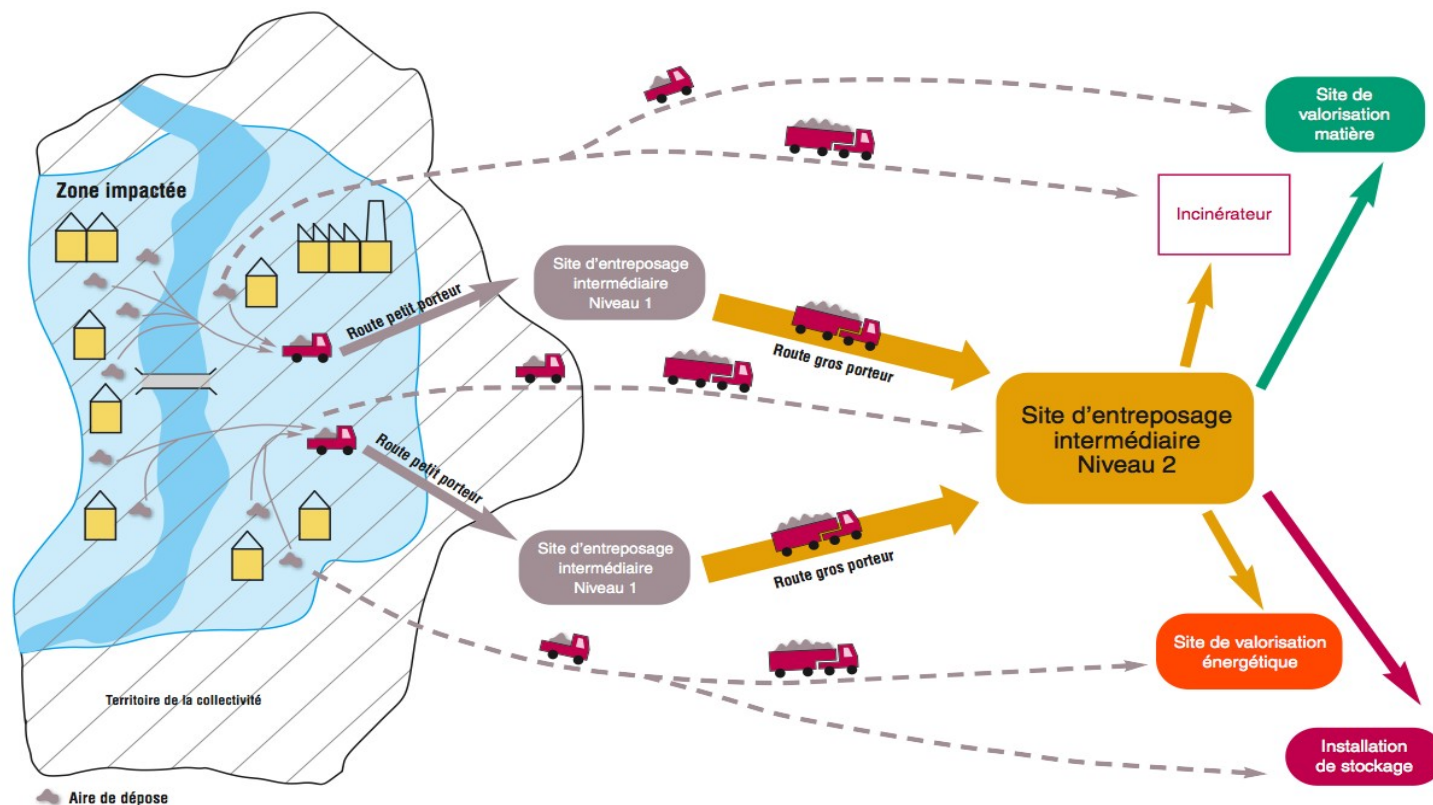 Site de
valorisation
matière
Zone impactée
Incinérateur
Site d'entreposage
intermédiaire
Niveau 1
Route petit porteur
Route gros porteur
Site d'entreposage
intermédiaire
Niveau 2
Route petit porteur
Site d'entreposage
intermédiaire
Niveau 1
Route gros porteur
Site de valorisation
énergétique
Territoire de la collectivité
Installation
de stockage
Aire de dépose